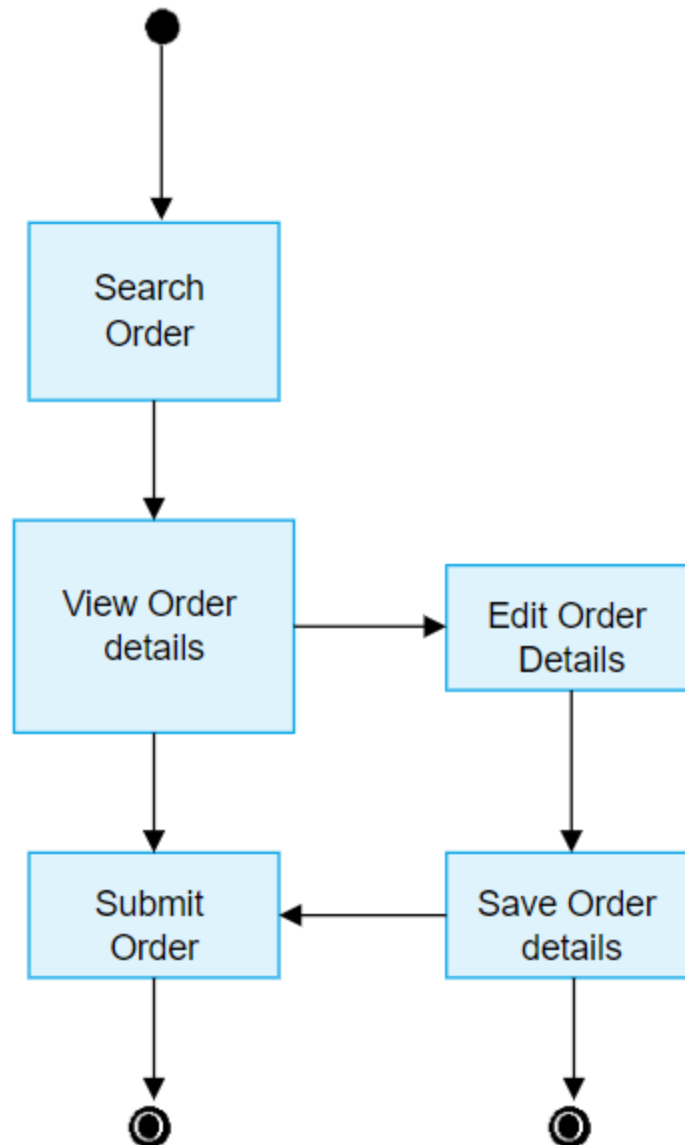 Search
Order
View Order
details
Edit Order
Details
Submit
Order
Save Order
details